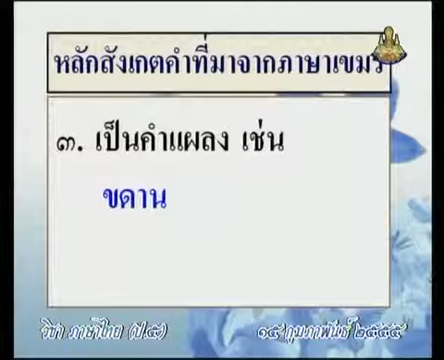 หลักสังเกตคำที่มาจากภาษาเขมร
๓. เป็นคำแผลง เช่น
ขดาน
วิชา ภาษาไทย (ป.๕) ๑๕ กุมภาพันธ์ ๒๕๕๕